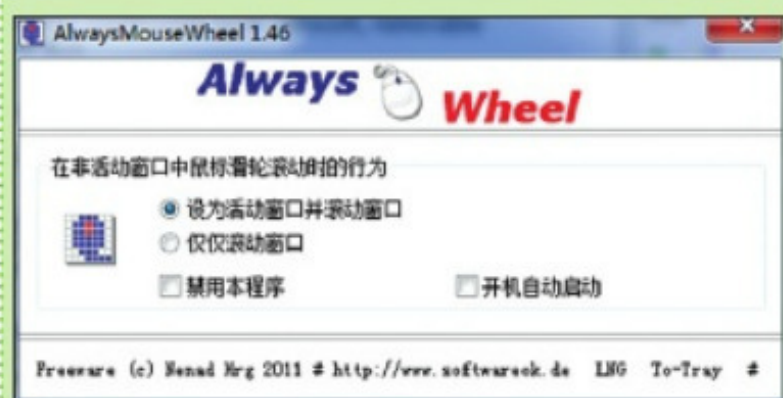 AlwaysMouseWheel 1.46
Always Wheel
在非活动窗口中鼠标滑轮滚动时的行为
设为活动窗口并滚动窗口
仅仅滚动窗口
禁用本程序 开机自动启动
Freeware (c) Nenad Hrg 2011 # http://www.softwareok.de LNG To-Tray #